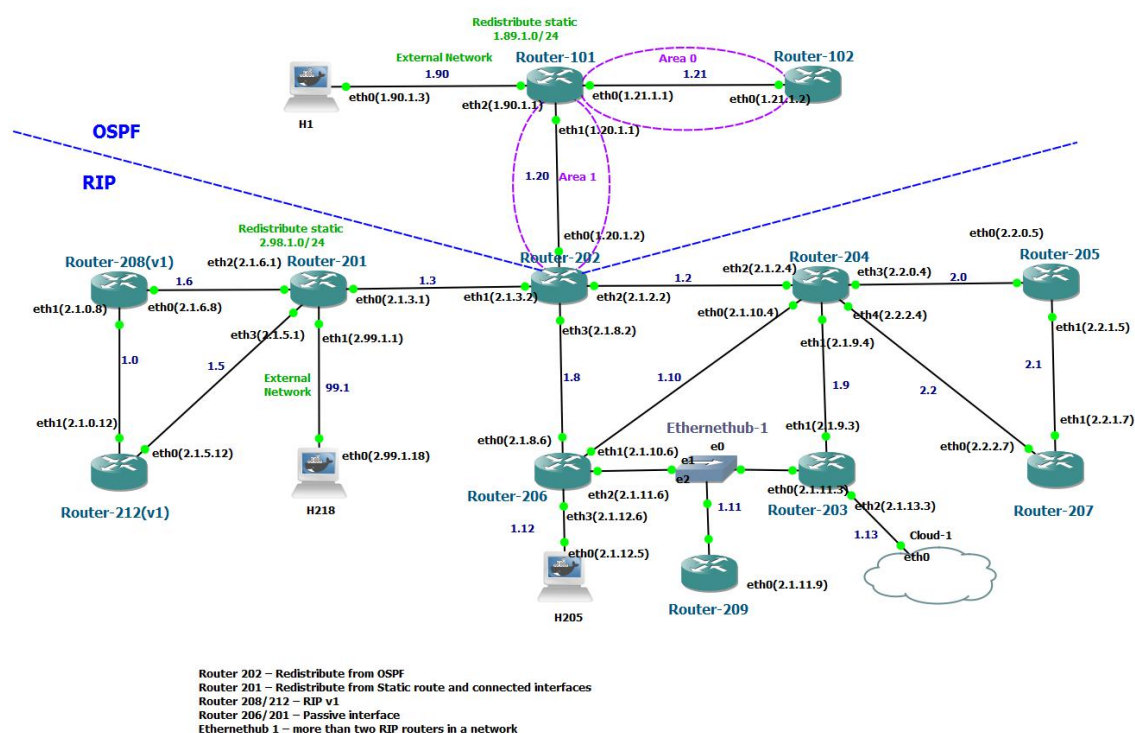 Redistribute static
1.89.1.0/24
External Network
Router-101
Area 0
Router-102
1.90
1.21
eth0(1.90.1.3)
eth2(1.90.1.1)
eth0(1.21.1.1)
eth0(1.21.1.2)
H1
eth1(1.20.1.1)
OSPF
RIP
1.20
Area 1
Redistribute static
2.98.1.0/24
eth0(1.20.1.2)
eth0(2.2.0.5)
Router-208(v1)
eth2(2.1.6.1)
Router-201
Router-202
Router-204
Router-205
1.6
1.3
1.2
eth2(2.1.2.4)
eth3(2.2.0.4)
2.0
eth1(2.1.0.8)
eth0(2.1.6.8)
eth0(2.1.3.1)
eth1(2.1.3.2)
eth2(2.1.2.2)
eth0(2.1.10.4)
eth4(2.2.2.4)
eth3(2.1.5.1)
eth1(2.99.1.1)
eth3(2.1.8.2)
eth1(2.1.9.4)
eth1(2.2.1.5)
1.0
1.5
External
Network
99.1
1.8
1.10
1.9
2.2
2.1
eth1(2.1.0.12)
eth0(2.1.5.12)
eth0(2.99.1.18)
eth0(2.1.8.6)
eth1(2.1.10.6)
Ethernethub-1
e0
e1
e2
eth1(2.1.9.3)
eth0(2.2.2.7)
eth1(2.2.1.7)
Router-212(v1)
H218
Router-206
eth2(2.1.11.6)
eth3(2.1.12.6)
1.11
eth0(2.1.11.3)
eth2(2.1.13.3)
Router-203
Router-207
1.12
eth0(2.1.12.5)
H205
Router-209
eth0(2.1.11.9)
1.13
Cloud-1
eth0
Router 202 – Redistribute from OSPF
Router 201 – Redistribute from Static route and connected interfaces
Router 208/212 – RIP v1
Router 206/201 – Passive interface
Ethernethub 1 – more than two RIP routers in a network